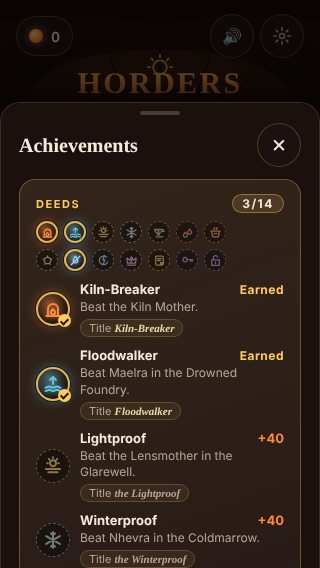 0
HORDERS
Achievements
DEEDS 3/14
Kiln-Breaker Earned
Beat the Kiln Mother.
Title Kiln-Breaker
Floodwalker Earned
Beat Maelra in the Drowned
Foundry.
Title Floodwalker
Lightproof +40
Beat the Lensmother in the
Glarewell.
Title the Lightproof
Winterproof +40
Beat Nhevra in the Coldmarrow.
Title the Winterproof